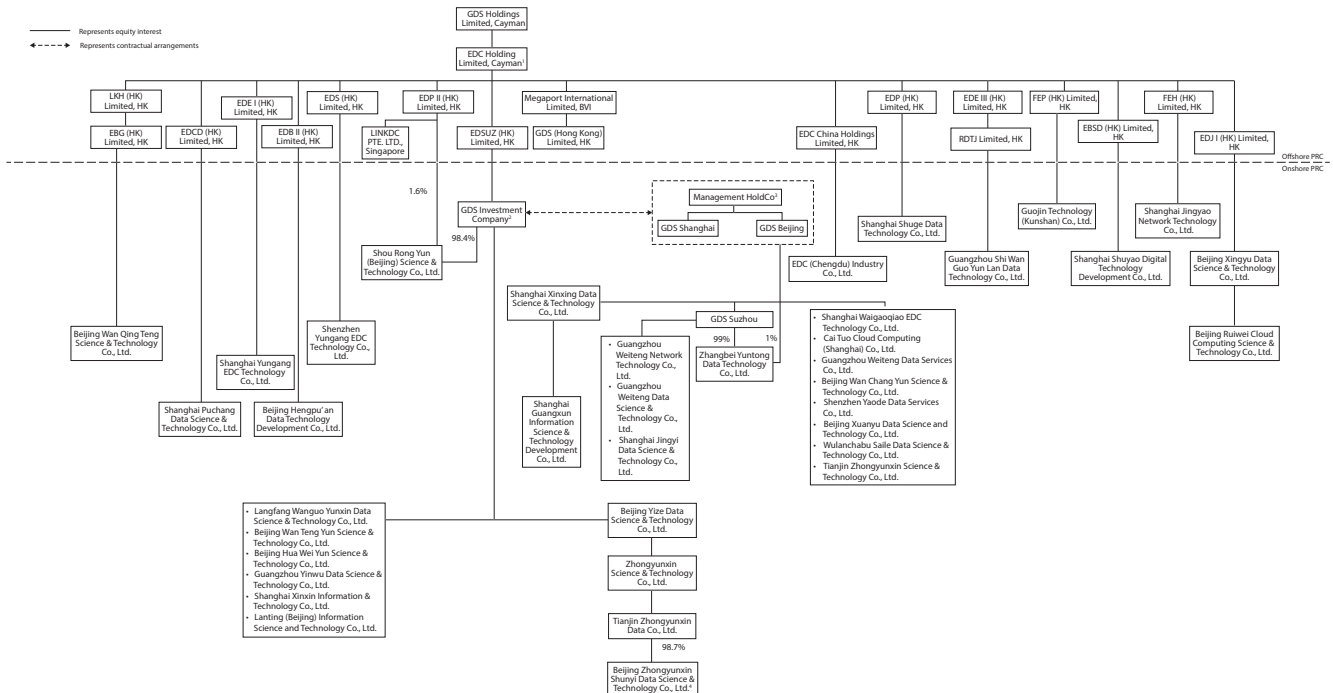 GDS Holdings
Limited, Cayman
Represents equity interest
Represents contractual arrangements
EDC Holding
Limited, Cayman¹
LKH (HK)
Limited, HK
EDE I (HK)
Limited, HK
EDS (HK)
Limited, HK
EDP II (HK)
Limited, HK
Megaport International
Limited, BVI
EDP (HK)
Limited, HK
EDE III (HK)
Limited, HK
FEP (HK) Limited,
HK
FEH (HK)
Limited, HK
EBG (HK)
Limited, HK
EDCD (HK)
Limited, HK
EDB II (HK)
Limited, HK
LINKDC
PTE. LTD.,
Singapore
EDSUZ (HK)
Limited, HK
GDS (Hong Kong)
Limited, HK
EDC China Holdings
Limited, HK
RDTJ Limited, HK
EBSD (HK) Limited,
HK
EDJ I (HK) Limited,
HK
Offshore PRC
Onshore PRC
1.6%
GDS Investment
Company²
98.4%
Shou Rong Yun
(Beijing) Science &
Technology Co., Ltd.
Management HoldCo³
GDS Shanghai
GDS Beijing
EDC (Chengdu) Industry
Co., Ltd.
Shanghai Shuge Data
Technology Co., Ltd.
Guangzhou Shi Wan
Guo Yun Lan Data
Technology Co., Ltd.
Guojin Technology
(Kunshan) Co., Ltd.
Shanghai Shuyao Digital
Technology
Development Co., Ltd.
Shanghai Jingyao
Network Technology
Co., Ltd.
Beijing Xingyu Data
Science & Technology
Co., Ltd.
Beijing Ruiwei Cloud
Computing Science &
Technology Co., Ltd.
Beijing Wan Qing Teng
Science & Technology
Co., Ltd.
Shanghai Puchang
Data Science &
Technology Co., Ltd.
Shanghai Yungang
EDC Technology
Co., Ltd.
Beijing Hengpu' an
Data Technology
Development Co., Ltd.
Shenzhen
Yungang EDC
Technology Co.,
Ltd.
Shanghai Xinxing Data
Science & Technology
Co., Ltd.
Shanghai
Guangxun
Information
Science &
Technology
Development
Co., Ltd.
GDS Suzhou
99%
1%
Zhangbei Yuntong
Data Technology
Co., Ltd.
• Guangzhou
Weiteng Network
Technology Co.,
Ltd.
• Guangzhou
Weiteng Data
Science &
Technology Co.,
Ltd.
• Shanghai Jingyi
Data Science &
Technology Co.,
Ltd.
• Shanghai Waigaoqiao EDC
Technology Co., Ltd.
• Cai Tuo Cloud Computing
(Shanghai) Co., Ltd.
• Guangzhou Weiteng Data Services
Co., Ltd.
• Beijing Wan Chang Yun Science &
Technology Co., Ltd.
• Shenzhen Yaode Data Services
Co., Ltd.
• Beijing Xuanyu Data Science and
Technology Co., Ltd.
• Wulanchabu Saile Data Science &
Technology Co., Ltd.
• Tianjin Zhongyunxin Science &
Technology Co., Ltd.
• Langfang Wanguo Yunxin Data
Science & Technology Co., Ltd.
• Beijing Wan Teng Yun Science &
Technology Co., Ltd.
• Beijing Hua Wei Yun Science &
Technology Co., Ltd.
• Guangzhou Yinwu Data Science &
Technology Co., Ltd.
• Shanghai Xinxin Information &
Technology Co., Ltd.
• Lanting (Beijing) Information
Science and Technology Co., Ltd.
Beijing Yize Data
Science & Technology
Co., Ltd.
Zhongyunxin
Science & Technology
Co., Ltd.
Tianjin Zhongyunxin
Data Co., Ltd.
98.7%
Beijing Zhongyunxin
Shunyi Data Science &
Technology Co., Ltd.⁴